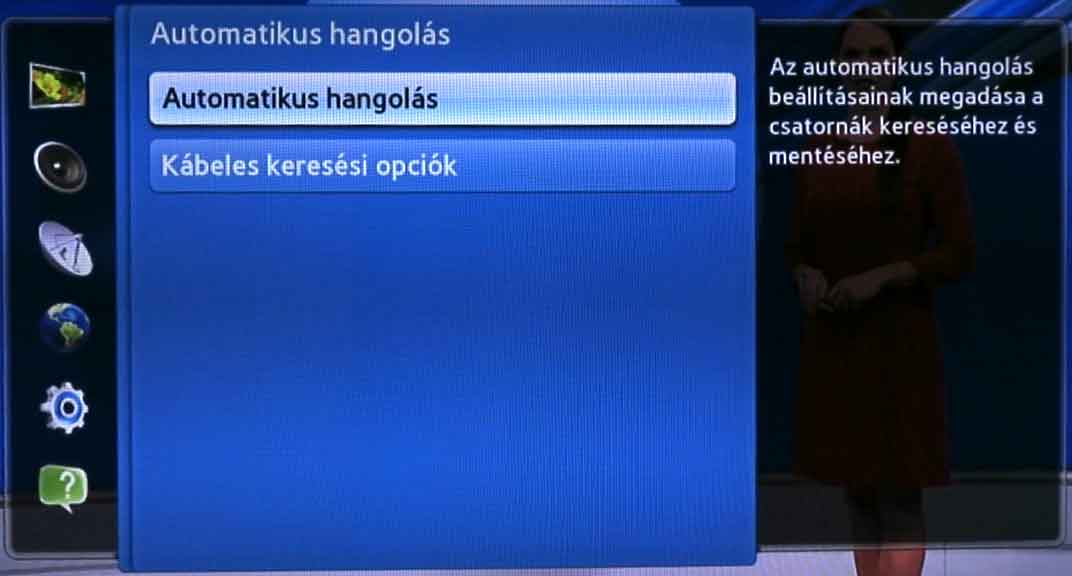 Automatikus hangolás
Automatikus hangolás
Kábeles keresési opciók
Az automatikus hangolás
beállításainak megadása a
csatornák kereséséhez és
mentéséhez.
?